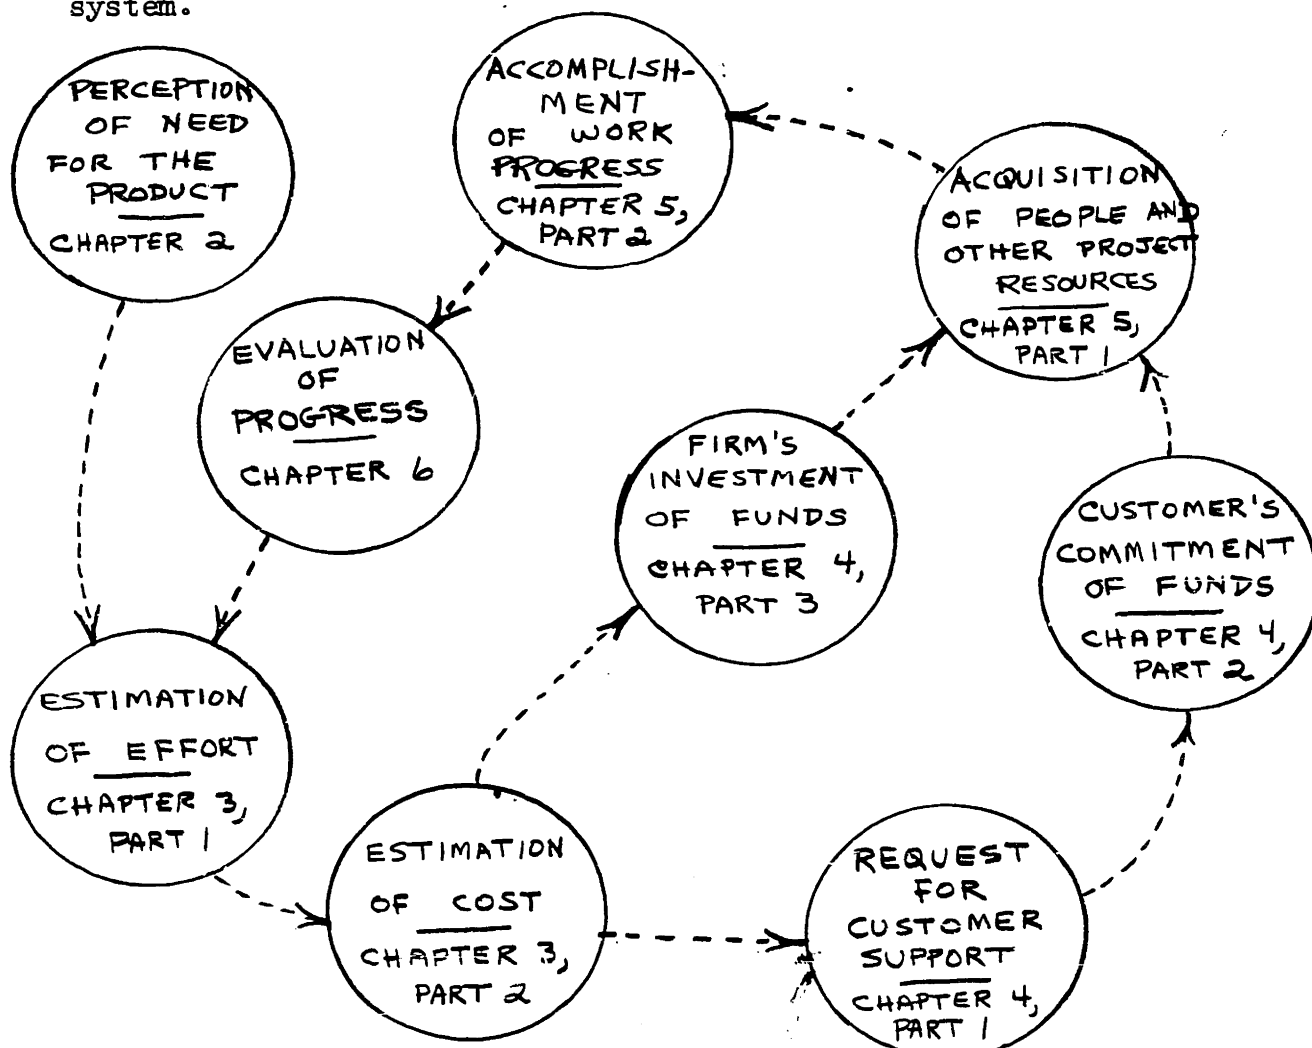 system.
PERCEPTION
OF NEED
FOR THE
PRODUCT
CHAPTER 2
ACCOMPLISH-
MENT
OF WORK
PROGRESS
CHAPTER 5,
PART 2
ACQUISITION
OF PEOPLE AND
OTHER PROJECT
RESOURCES
CHAPTER 5,
PART 1
EVALUATION
OF
PROGRESS
CHAPTER 6
FIRM'S
INVESTMENT
OF FUNDS
CHAPTER 4,
PART 3
CUSTOMER'S
COMMITMENT
OF FUNDS
CHAPTER 4,
PART 2
ESTIMATION
OF EFFORT
CHAPTER 3,
PART 1
ESTIMATION
OF COST
CHAPTER 3,
PART 2
REQUEST
FOR
CUSTOMER
SUPPORT
CHAPTER 4,
PART 1